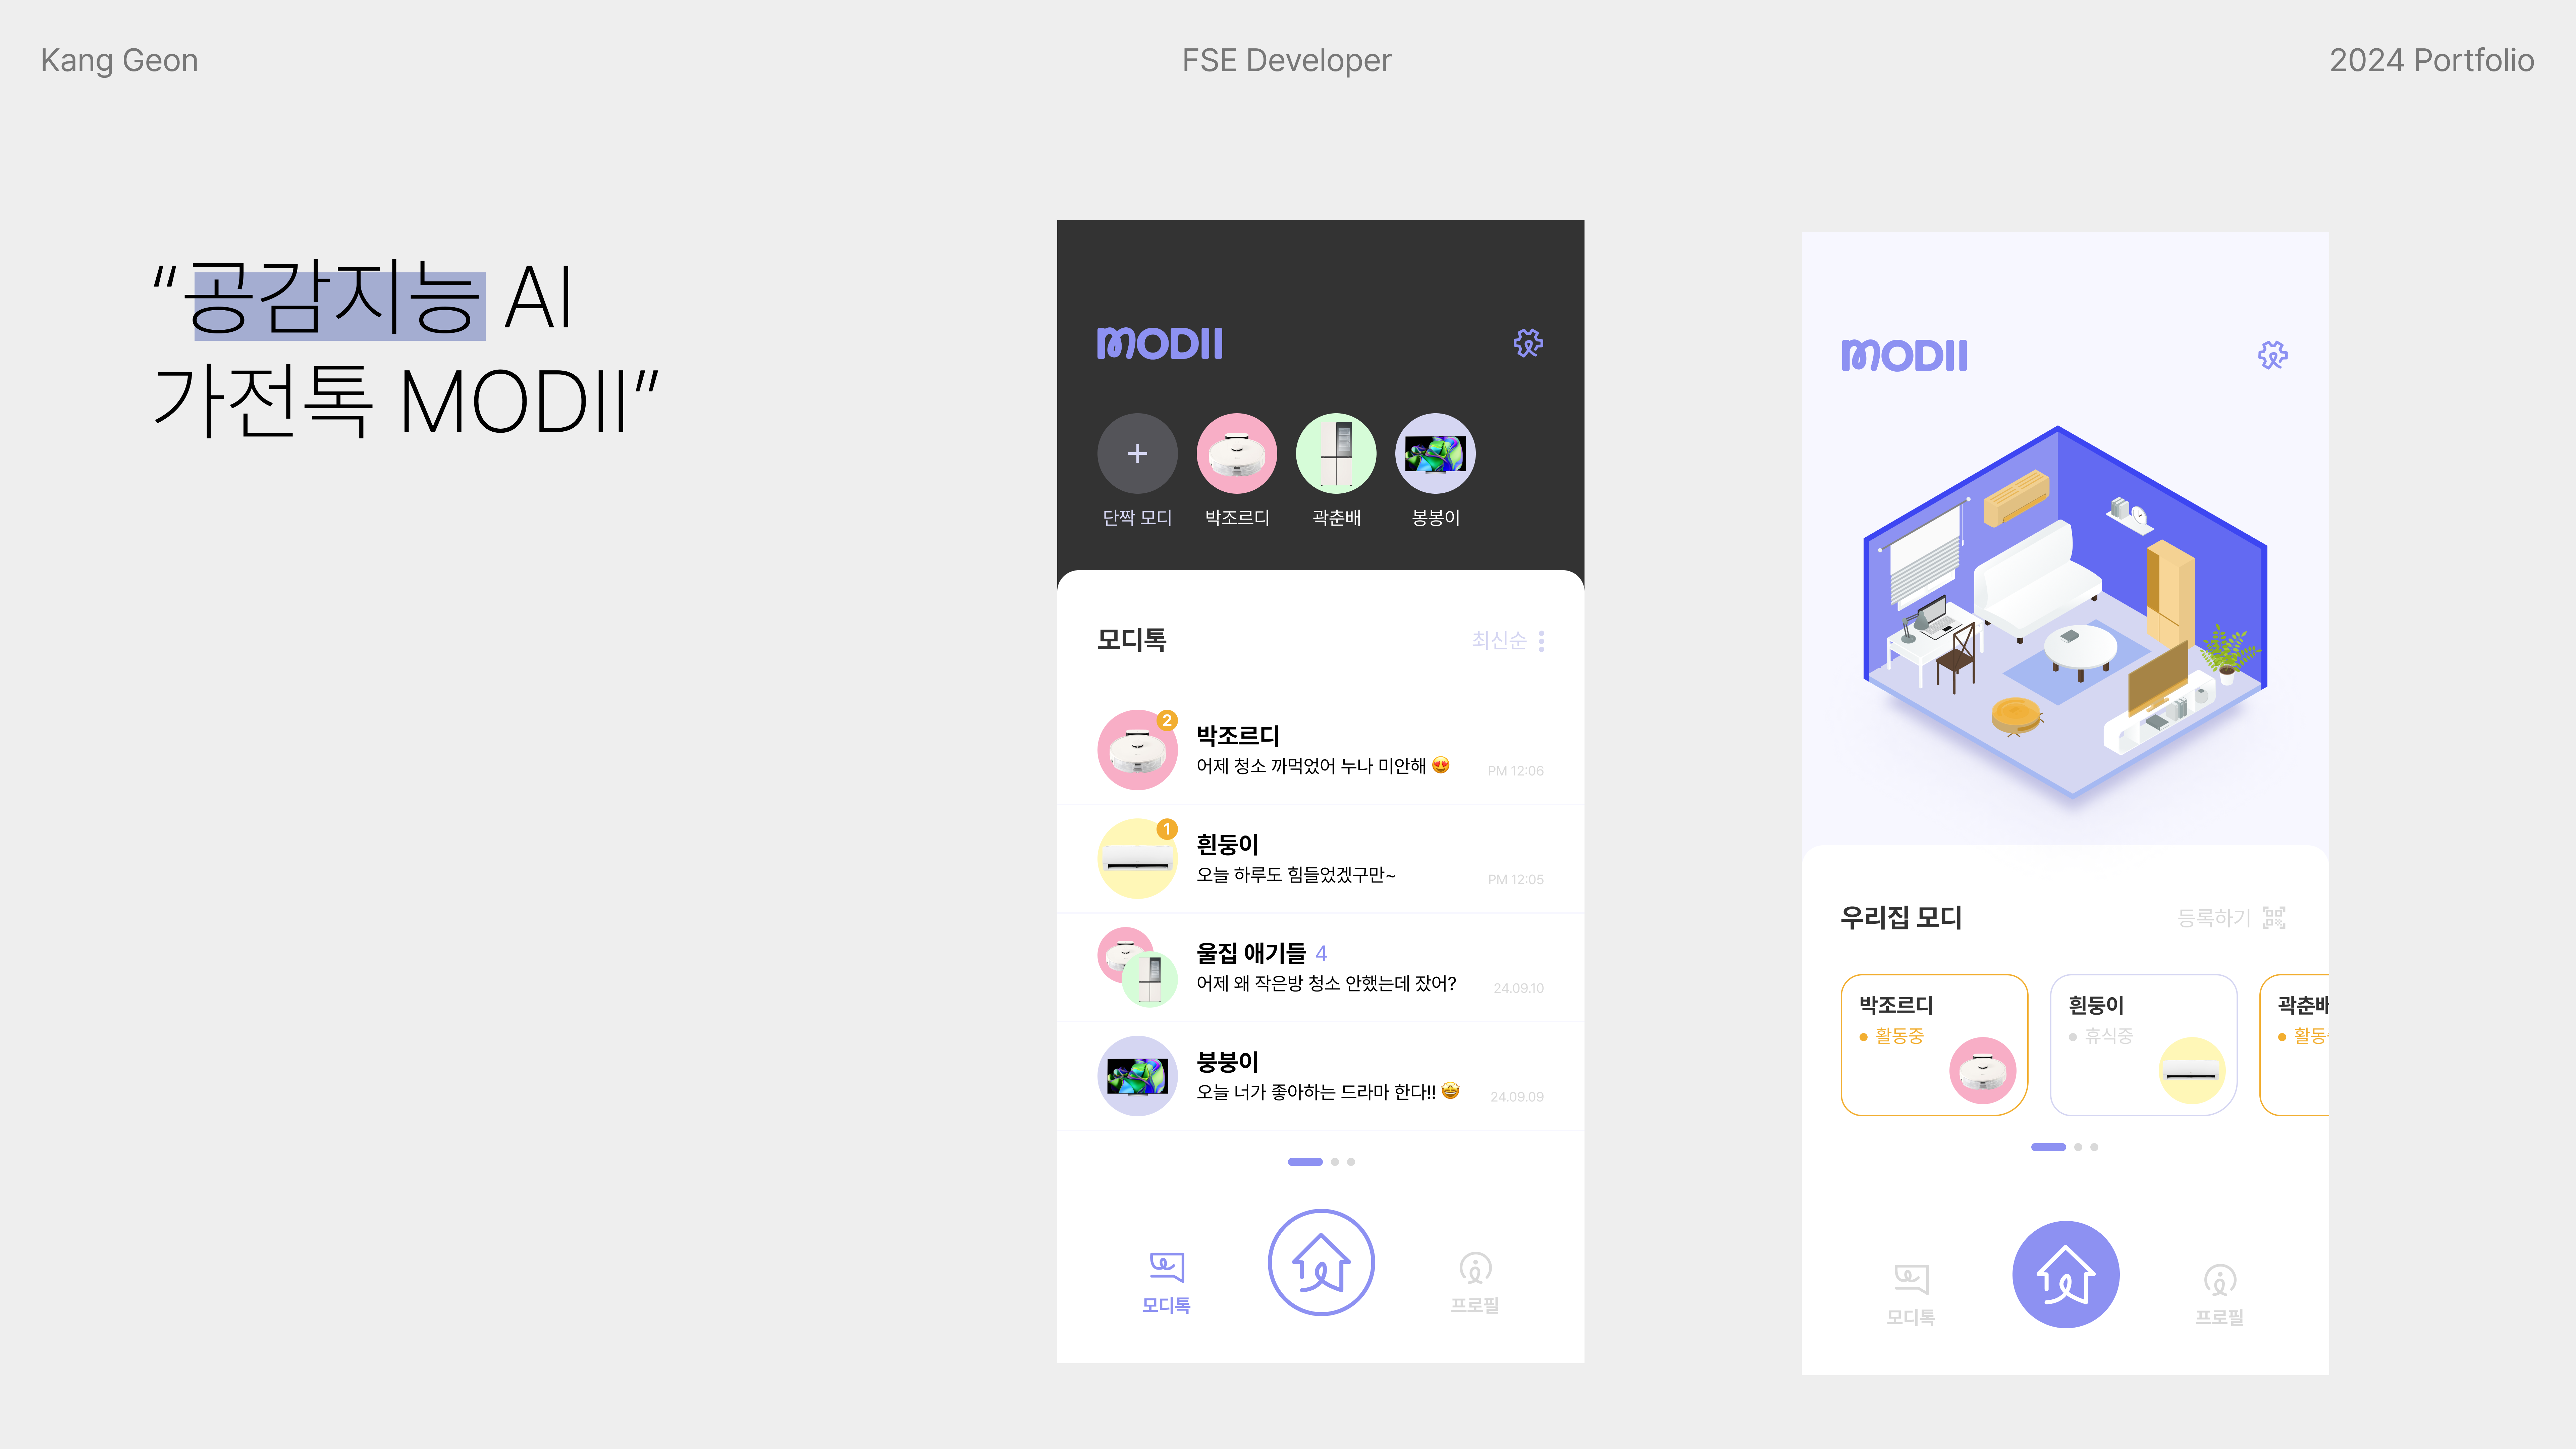 Kang Geon
FSE Developer
2024 Portfolio
“공감지능 AI
가전톡 MODII”
MODII
+
단짝 모디
박조르디
곽춘배
봉봉이
모디톡
최신순
2
박조르디
어제 청소 까먹었어 누나 미안해 😍
PM 12:06
1
흰둥이
오늘 하루도 힘들었겠구만~
PM 12:05
울집 애기들 4
어제 왜 작은방 청소 안했는데 잤어?
24.09.10
붕붕이
오늘 너가 좋아하는 드라마 한다!! 🤩
24.09.09
모디톡
프로필
MODII
우리집 모디
등록하기
박조르디
활동중
흰둥이
휴식중
곽춘배
활동
모디톡
프로필